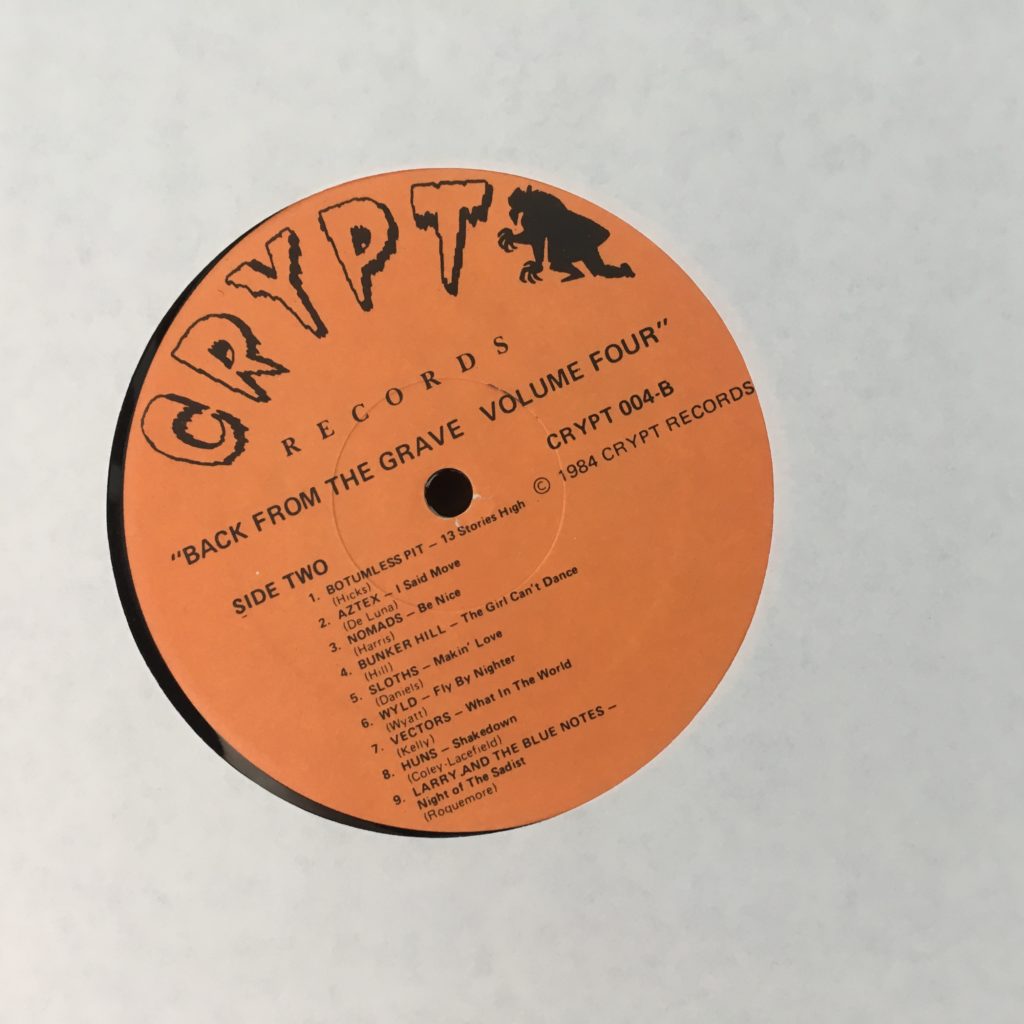 CRYPT
RECORDS
"BACK FROM THE GRAVE VOLUME FOUR"
CRYPT 004-B
© 1984 CRYPT RECORDS
SIDE TWO
1. BOTUMLESS PIT – 13 Stories High
(Hicks)
2. AZTEX – I Said Move
(De Luna)
3. NOMADS – Be Nice
(Harris)
4. BUNKER HILL – The Girl Can't Dance
(Hill)
5. SLOTHS – Makin' Love
(Daniels)
6. WYLD – Fly By Nighter
(Wyatt)
7. VECTORS – What In The World
(Kelly)
8. HUNS – Shakedown
(Coley-Lacefield)
9. LARRY AND THE BLUE NOTES –
Night of The Sadist
(Roquemore)